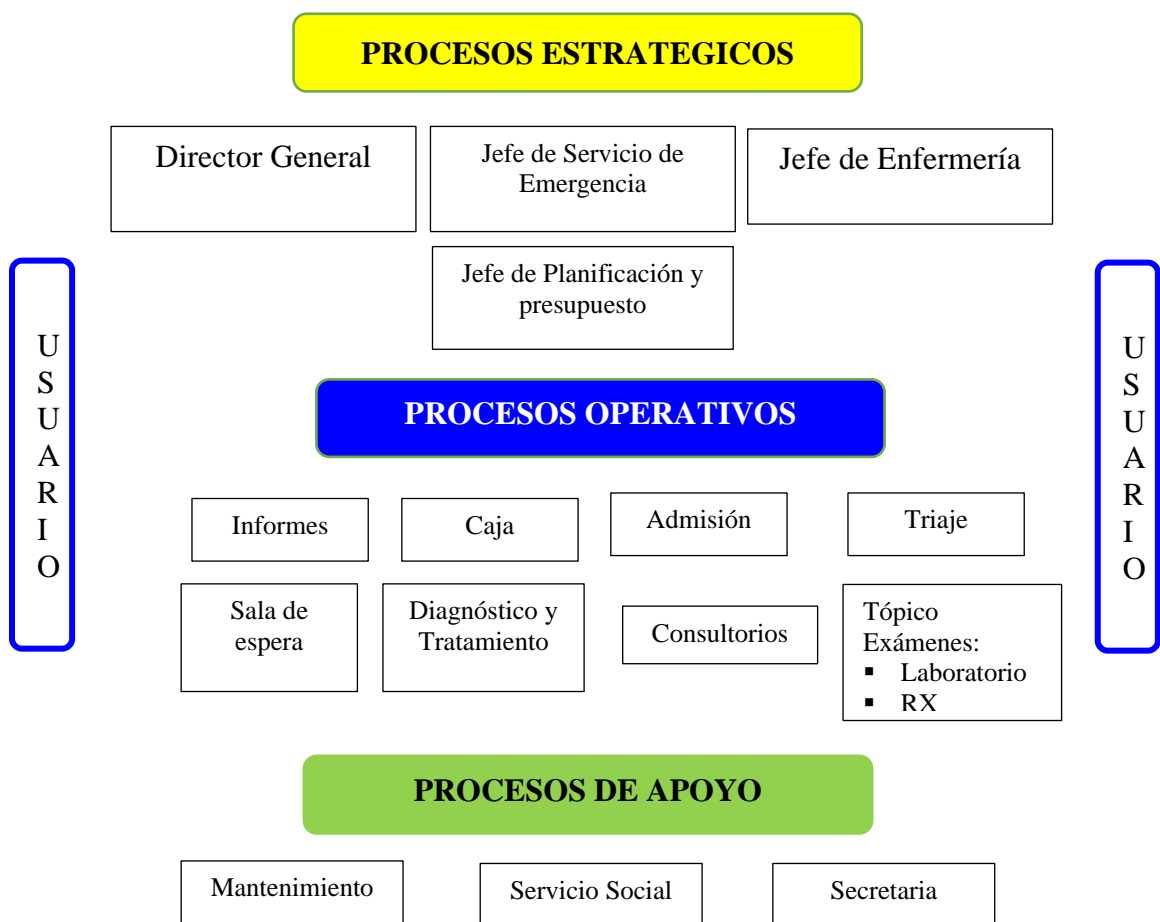 PROCESOS ESTRATEGICOS
Director General
Jefe de Servicio de
Emergencia
Jefe de Enfermería
Jefe de Planificación y
presupuesto
U
S
U
A
R
I
O
U
S
U
A
R
I
O
PROCESOS OPERATIVOS
Informes
Caja
Admisión
Triaje
Sala de
espera
Diagnóstico y
Tratamiento
Consultorios
Tópico
Exámenes:
▪ Laboratorio
▪ RX
PROCESOS DE APOYO
Mantenimiento
Servicio Social
Secretaria